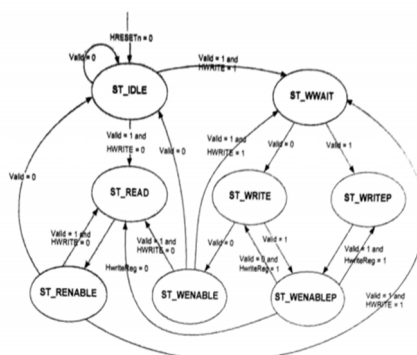 HRESETn = 0
Valid = 0
Valid = 1 and
HWRITE = 1
ST_IDLE
ST_WWAIT
Valid = 1 and
HWRITE = 0
Valid = 0
Valid = 1 and
HWRITE = 1
Valid = 0
Valid = 1
Valid = 0
ST_READ
ST_WRITE
ST_WRITEP
Valid = 1 and
HWRITE = 0
Valid = 1 and
HWRITE = 0
HwriteReg = 0
Valid = 0
Valid = 0 and
HwriteReg = 1
Valid = 1
Valid = 1 and
HwriteReg = 1
ST_RENABLE
ST_WENABLE
ST_WENABLEP
Valid = 1 and
HWRITE = 1